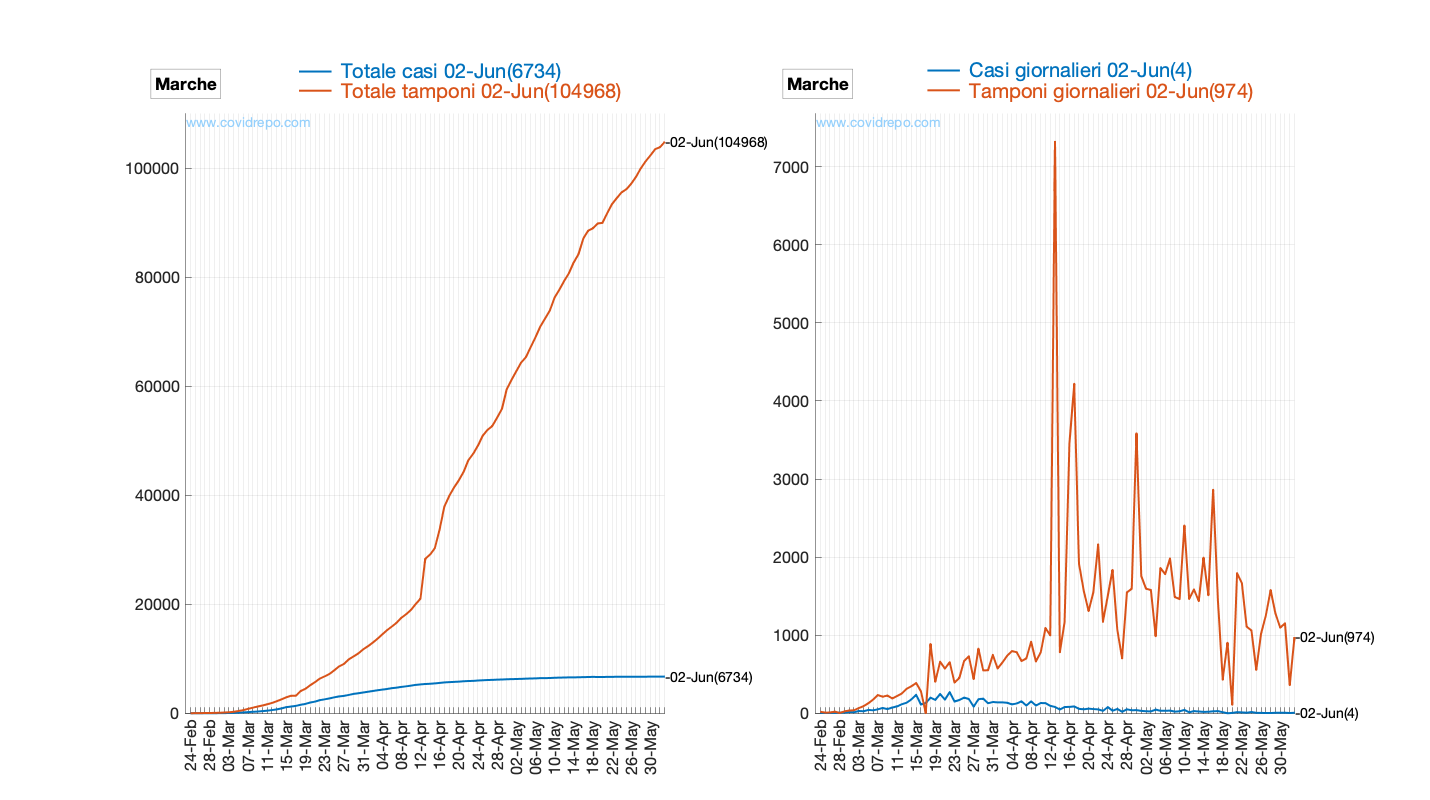 Marche
Totale casi 02-Jun(6734)
Totale tamponi 02-Jun(104968)
www.covidrepo.com
100000
80000
60000
40000
20000
0
-02-Jun(104968)
-02-Jun(6734)
24-Feb
28-Feb
03-Mar
07-Mar
11-Mar
15-Mar
19-Mar
23-Mar
27-Mar
31-Mar
04-Apr
08-Apr
12-Apr
16-Apr
20-Apr
24-Apr
28-Apr
02-May
06-May
10-May
14-May
18-May
22-May
26-May
30-May
Marche
Casi giornalieri 02-Jun(4)
Tamponi giornalieri 02-Jun(974)
www.covidrepo.com
7000
6000
5000
4000
3000
2000
1000
0
-02-Jun(974)
-02-Jun(4)
24-Feb
28-Feb
03-Mar
07-Mar
11-Mar
15-Mar
19-Mar
23-Mar
27-Mar
31-Mar
04-Apr
08-Apr
12-Apr
16-Apr
20-Apr
24-Apr
28-Apr
02-May
06-May
10-May
14-May
18-May
22-May
26-May
30-May